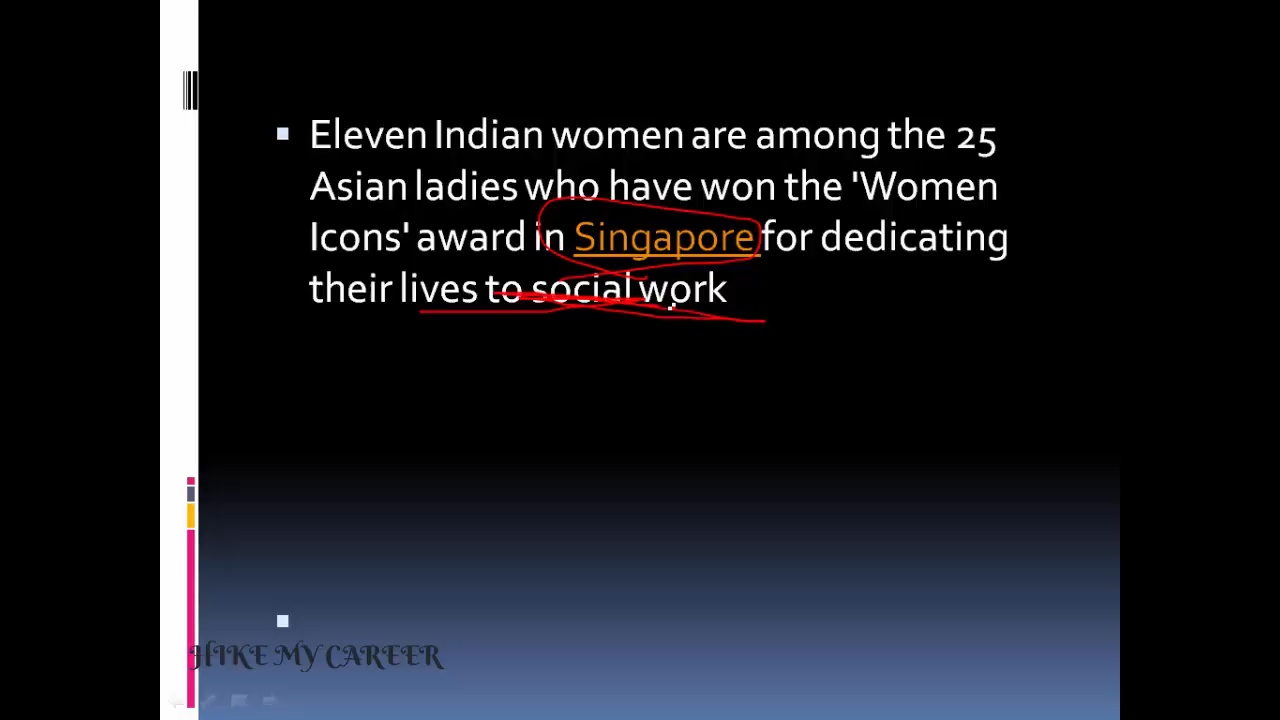 Eleven Indian women are among the 25
Asian ladies who have won the 'Women
Icons' award in Singapore for dedicating
their lives to social work
HIKE MY CAREER